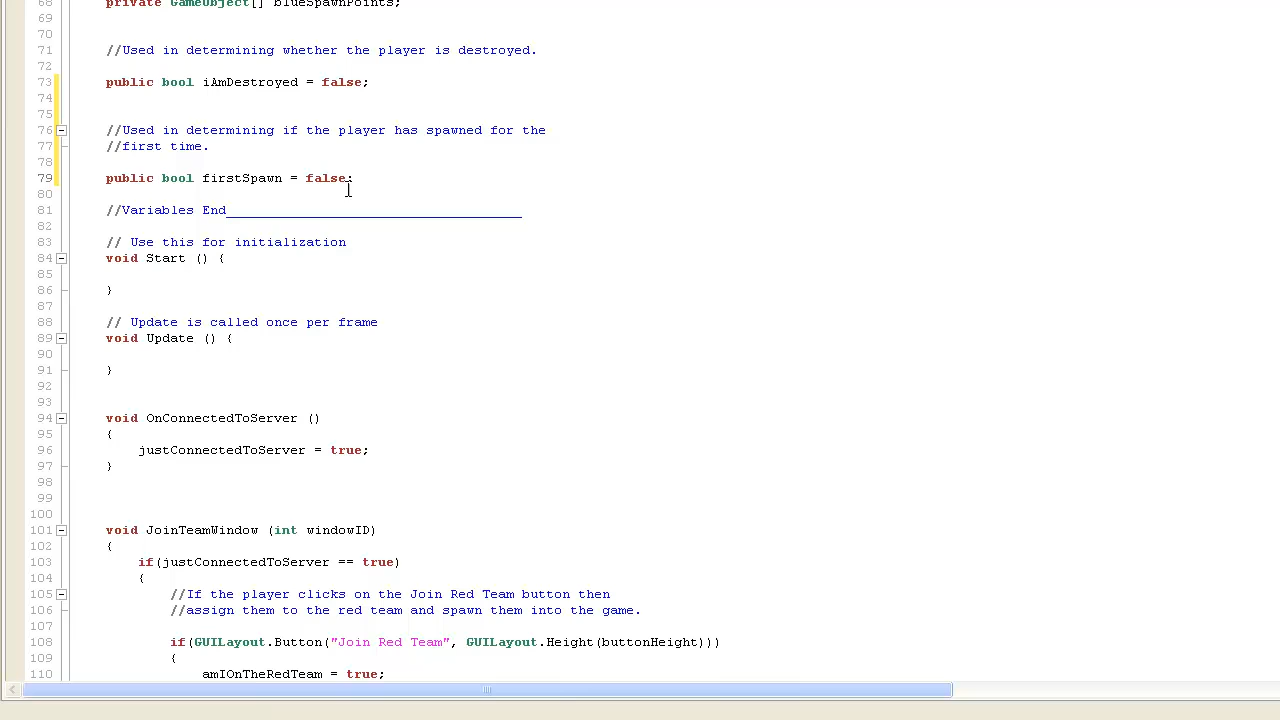 68 private GameObject[] blueSpawnPoints;
69
70
71 //Used in determining whether the player is destroyed.
72
73 public bool iAmDestroyed = false;
74
75
76 //Used in determining if the player has spawned for the
77 //first time.
78
79 public bool firstSpawn = false;
80
81 //Variables End_____________________________________
82
83 // Use this for initialization
84 void Start () {
85
86 }
87
88 // Update is called once per frame
89 void Update () {
90
91 }
92
93
94 void OnConnectedToServer ()
95 {
96 justConnectedToServer = true;
97 }
98
99
100
101 void JoinTeamWindow (int windowID)
102 {
103 if(justConnectedToServer == true)
104 {
105 //If the player clicks on the Join Red Team button then
106 //assign them to the red team and spawn them into the game.
107
108 if(GUILayout.Button("Join Red Team", GUILayout.Height(buttonHeight)))
109 {
110 amIOnTheRedTeam = true;